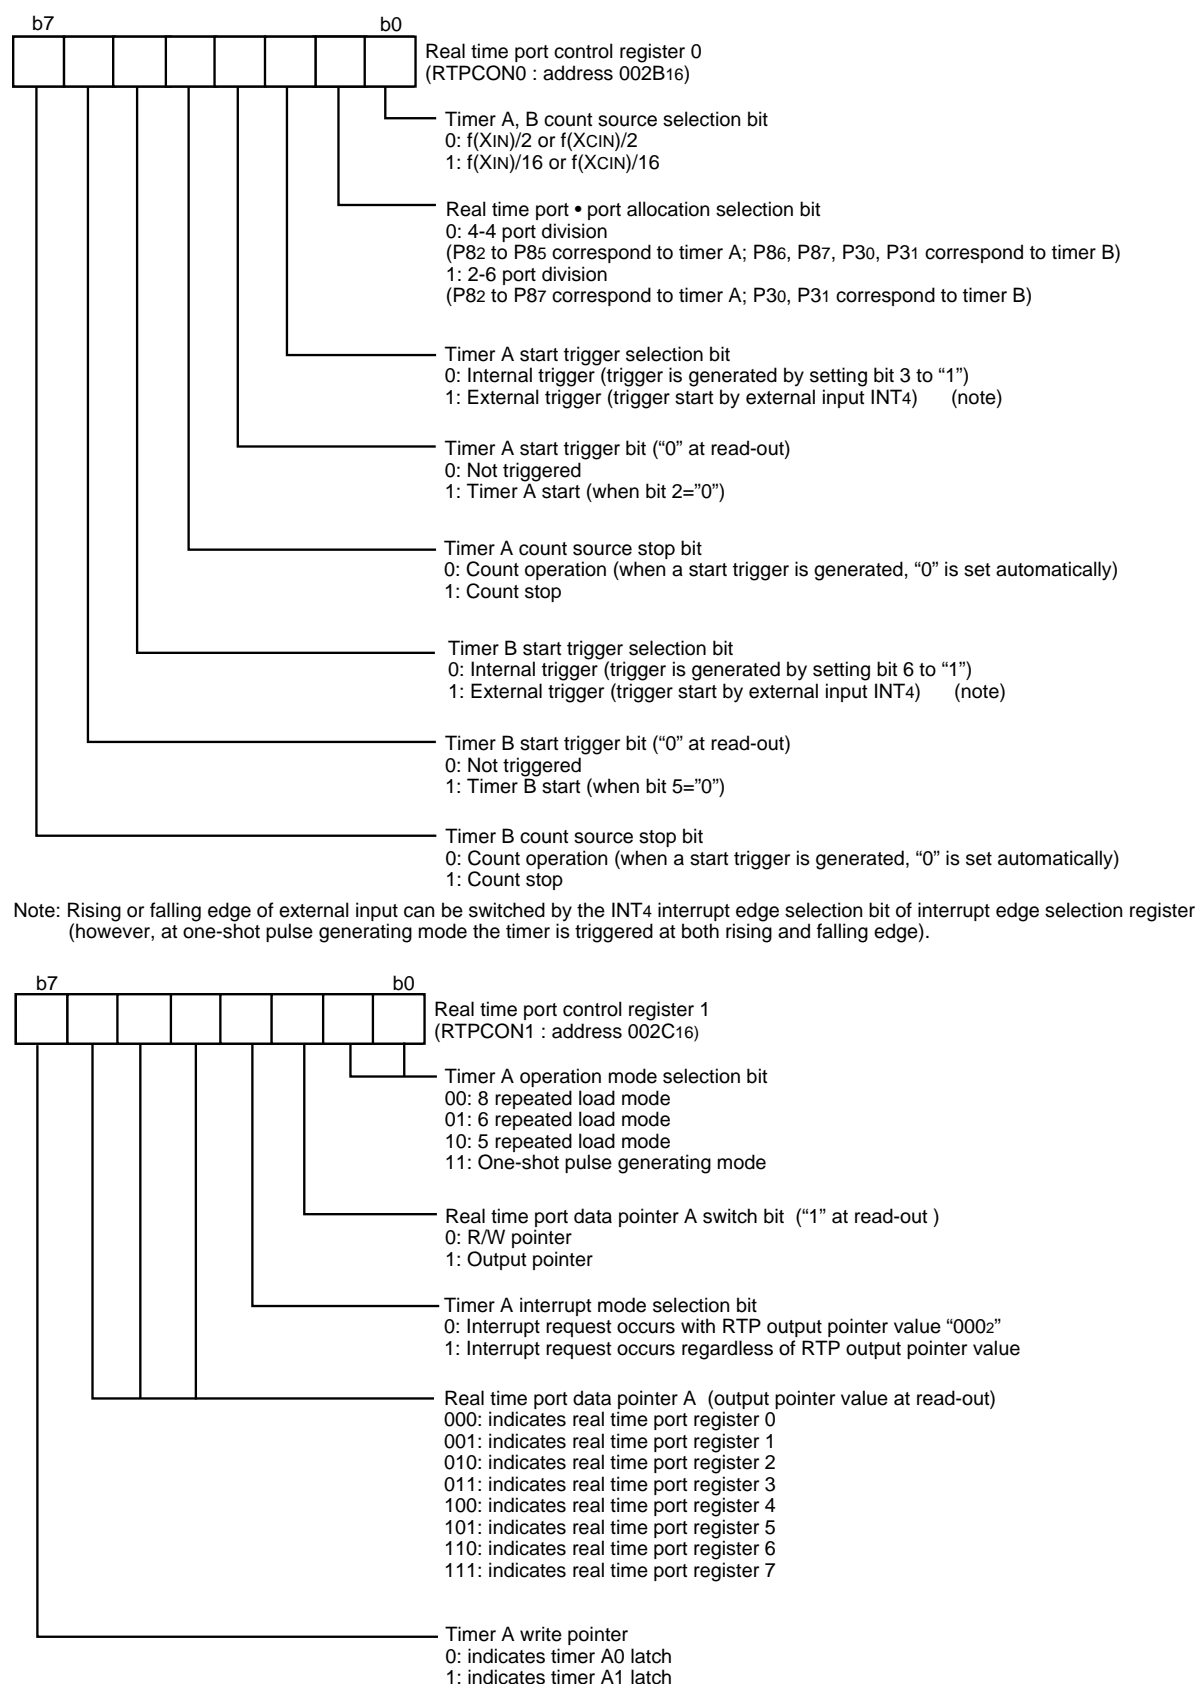 b7 b0
Real time port control register 0
(RTPCON0 : address 002B16)
Timer A, B count source selection bit
0: f(XIN)/2 or f(XCIN)/2
1: f(XIN)/16 or f(XCIN)/16
Real time port • port allocation selection bit
0: 4-4 port division
(P82 to P85 correspond to timer A; P86, P87, P30, P31 correspond to timer B)
1: 2-6 port division
(P82 to P87 correspond to timer A; P30, P31 correspond to timer B)
Timer A start trigger selection bit
0: Internal trigger (trigger is generated by setting bit 3 to “1”)
1: External trigger (trigger start by external input INT4) (note)
Timer A start trigger bit (“0” at read-out)
0: Not triggered
1: Timer A start (when bit 2=”0”)
Timer A count source stop bit
0: Count operation (when a start trigger is generated, “0” is set automatically)
1: Count stop
Timer B start trigger selection bit
0: Internal trigger (trigger is generated by setting bit 6 to “1”)
1: External trigger (trigger start by external input INT4) (note)
Timer B start trigger bit (“0” at read-out)
0: Not triggered
1: Timer B start (when bit 5=”0”)
Timer B count source stop bit
0: Count operation (when a start trigger is generated, “0” is set automatically)
1: Count stop
Note: Rising or falling edge of external input can be switched by the INT4 interrupt edge selection bit of interrupt edge selection register
(however, at one-shot pulse generating mode the timer is triggered at both rising and falling edge).
b7 b0
Real time port control register 1
(RTPCON1 : address 002C16)
Timer A operation mode selection bit
00: 8 repeated load mode
01: 6 repeated load mode
10: 5 repeated load mode
11: One-shot pulse generating mode
Real time port data pointer A switch bit (“1” at read-out )
0: R/W pointer
1: Output pointer
Timer A interrupt mode selection bit
0: Interrupt request occurs with RTP output pointer value “0002”
1: Interrupt request occurs regardless of RTP output pointer value
Real time port data pointer A (output pointer value at read-out)
000: indicates real time port register 0
001: indicates real time port register 1
010: indicates real time port register 2
011: indicates real time port register 3
100: indicates real time port register 4
101: indicates real time port register 5
110: indicates real time port register 6
111: indicates real time port register 7
Timer A write pointer
0: indicates timer A0 latch
1: indicates timer A1 latch